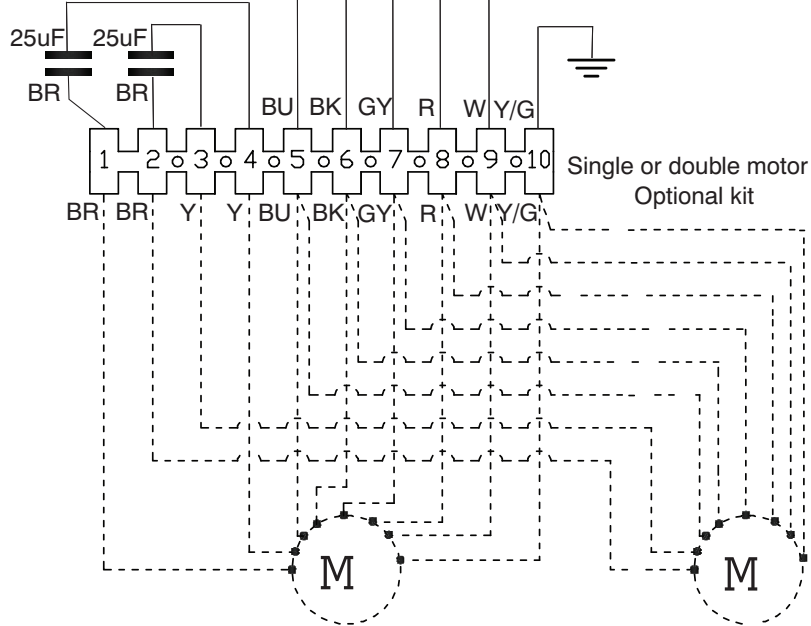 25uF 25uF
BR BR BU BK GY R W Y/G
1 2 3 4 5 6 7 8 9 10
Single or double motor
Optional kit
BR BR Y Y BU BK GY R W Y/G
M M